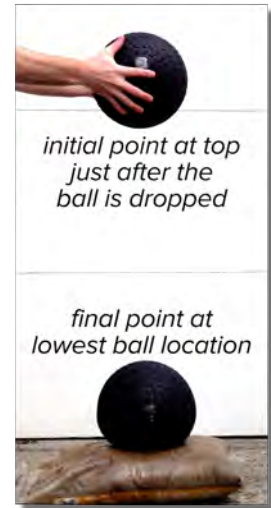 initial point at top
just after the
ball is dropped
final point at
lowest ball location